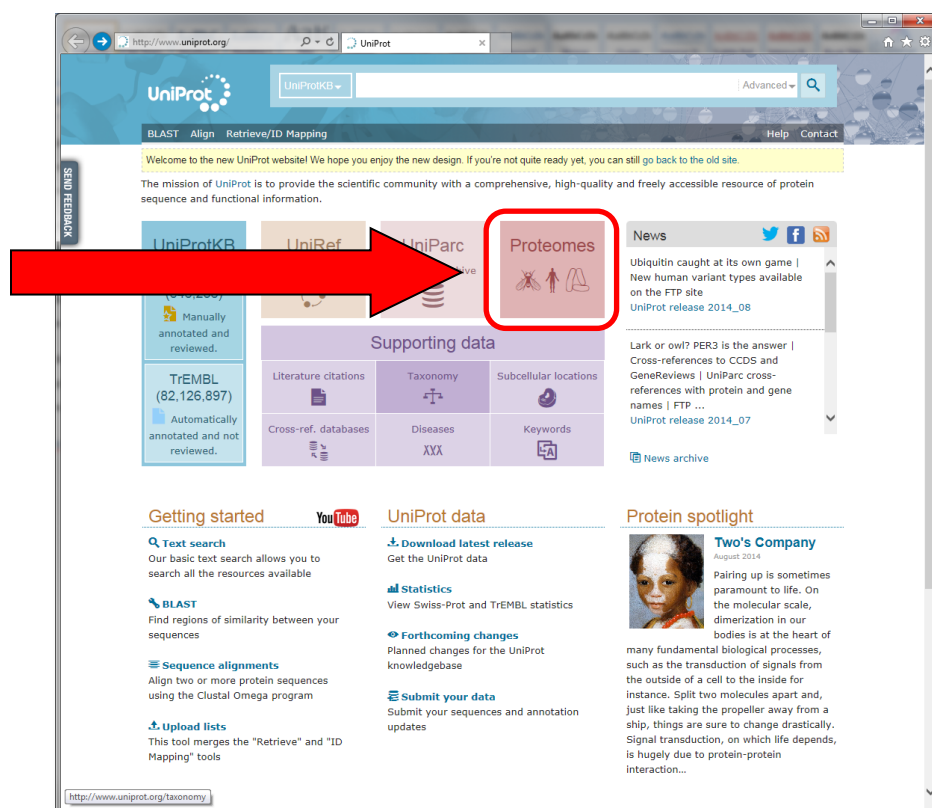 http://www.uniprot.org/
UniProt
UniProt
UniProtKB
Advanced
BLAST Align Retrieve/ID Mapping
Help Contact
Welcome to the new UniProt website! We hope you enjoy the new design. If you're not quite ready yet, you can still go back to the old site.
SEND FEEDBACK
The mission of UniProt is to provide the scientific community with a comprehensive, high-quality and freely accessible resource of protein
sequence and functional information.
UniProtKB
Manually
annotated and
reviewed.
TrEMBL
(82,126,897)
Automatically
annotated and not
reviewed.
UniRef
UniParc
Proteomes
Supporting data
Literature citations
Taxonomy
Subcellular locations
Cross-ref. databases
Diseases
Keywords
News
Ubiquitin caught at its own game |
New human variant types available
on the FTP site
UniProt release 2014_08
Lark or owl? PER3 is the answer |
Cross-references to CCDS and
GeneReviews | UniParc cross-
references with protein and gene
names | FTP ...
UniProt release 2014_07
News archive
Getting started
YouTube
Text search
Our basic text search allows you to
search all the resources available
BLAST
Find regions of similarity between your
sequences
Sequence alignments
Align two or more protein sequences
using the Clustal Omega program
Upload lists
This tool merges the "Retrieve" and "ID
Mapping" tools
UniProt data
Download latest release
Get the UniProt data
Statistics
View Swiss-Prot and TrEMBL statistics
Forthcoming changes
Planned changes for the UniProt
knowledgebase
Submit your data
Submit your sequences and annotation
updates
Protein spotlight
Two's Company
August 2014
Pairing up is sometimes
paramount to life. On
the molecular scale,
dimerization in our
bodies is at the heart of
many fundamental biological processes,
such as the transduction of signals from
the outside of a cell to the inside for
instance. Split two molecules apart and,
just like taking the propeller away from a
ship, things are sure to change drastically.
Signal transduction, on which life depends,
is hugely due to protein-protein
interaction...
http://www.uniprot.org/taxonomy